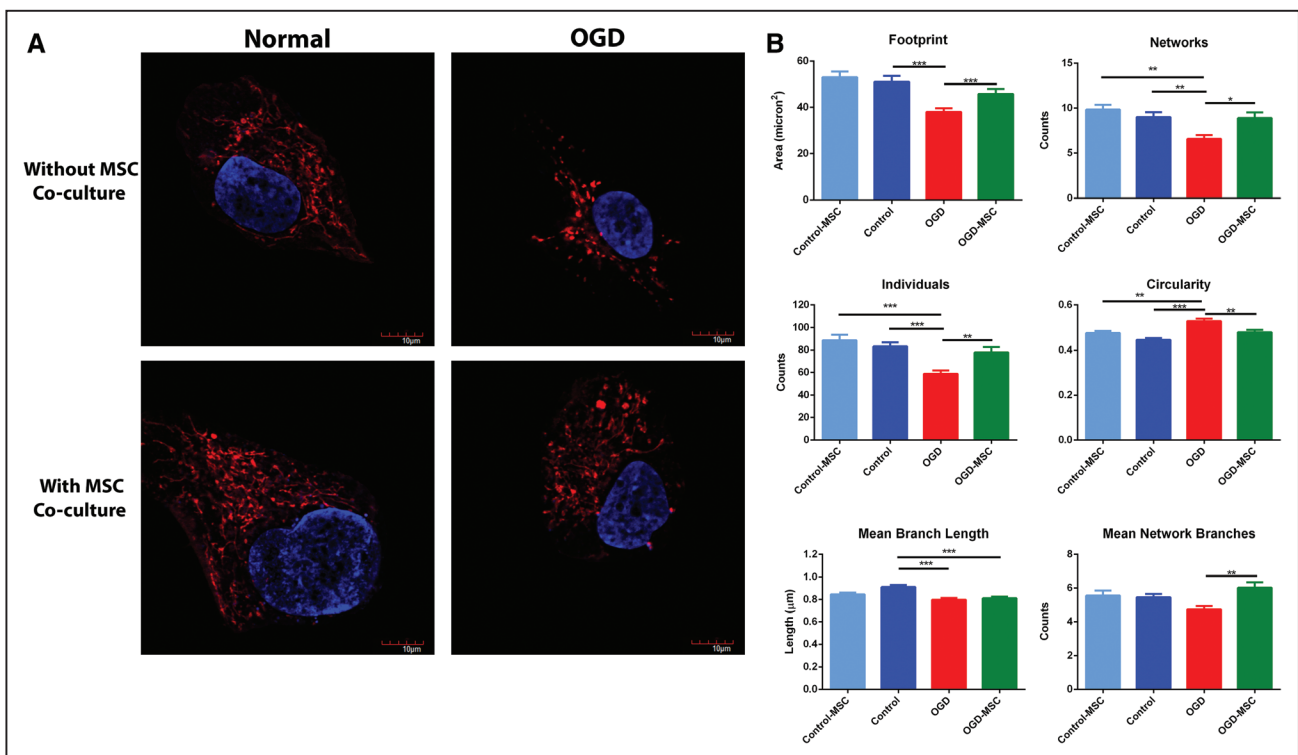 A
Normal
OGD
Without MSC
Co-culture
10µm
10µm
With MSC
Co-culture
10µm
10µm
B
Footprint
***
***
Area (micron²)
60
40
20
0
Control-MSC
Control
OGD
OGD-MSC
Networks
**
**
*
Counts
15
10
5
0
Control-MSC
Control
OGD
OGD-MSC
Individuals
***
***
**
Counts
120
100
80
60
40
20
0
Control-MSC
Control
OGD
OGD-MSC
Circularity
**
***
**
0.6
0.4
0.2
0.0
Control-MSC
Control
OGD
OGD-MSC
Mean Branch Length
***
***
Length (µm)
1.2
1.0
0.8
0.6
0.4
0.2
0.0
Control-MSC
Control
OGD
OGD-MSC
Mean Network Branches
**
Counts
8
6
4
2
0
Control-MSC
Control
OGD
OGD-MSC